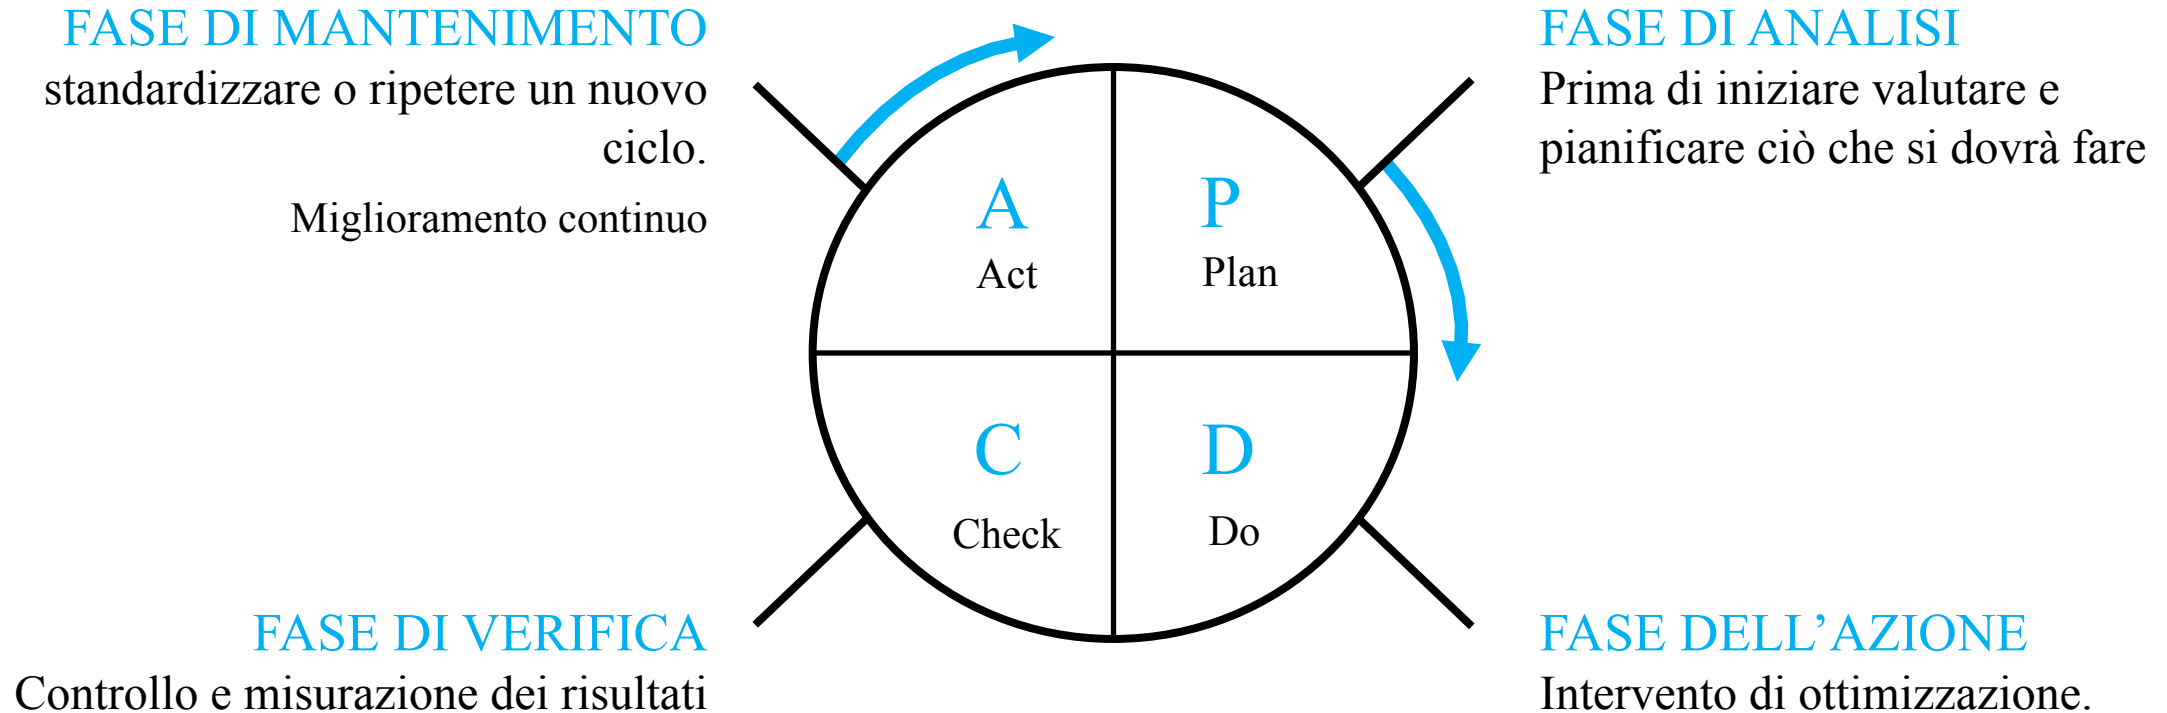 FASE DI MANTENIMENTO
standardizzare o ripetere un nuovo
ciclo.
Miglioramento continuo
FASE DI ANALISI
Prima di iniziare valutare e
pianificare ciò che si dovrà fare
A
Act
P
Plan
C
Check
D
Do
FASE DI VERIFICA
Controllo e misurazione dei risultati
FASE DELL’AZIONE
Intervento di ottimizzazione.